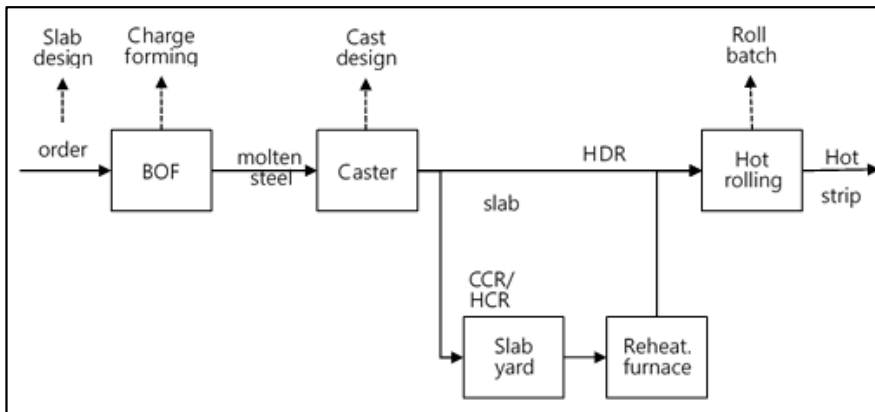 Slab
design
Charge
forming
Cast
design
Roll
batch
order
BOF
molten
steel
Caster
HDR
slab
Hot
rolling
Hot
strip
CCR/
HCR
Slab
yard
Reheat.
furnace